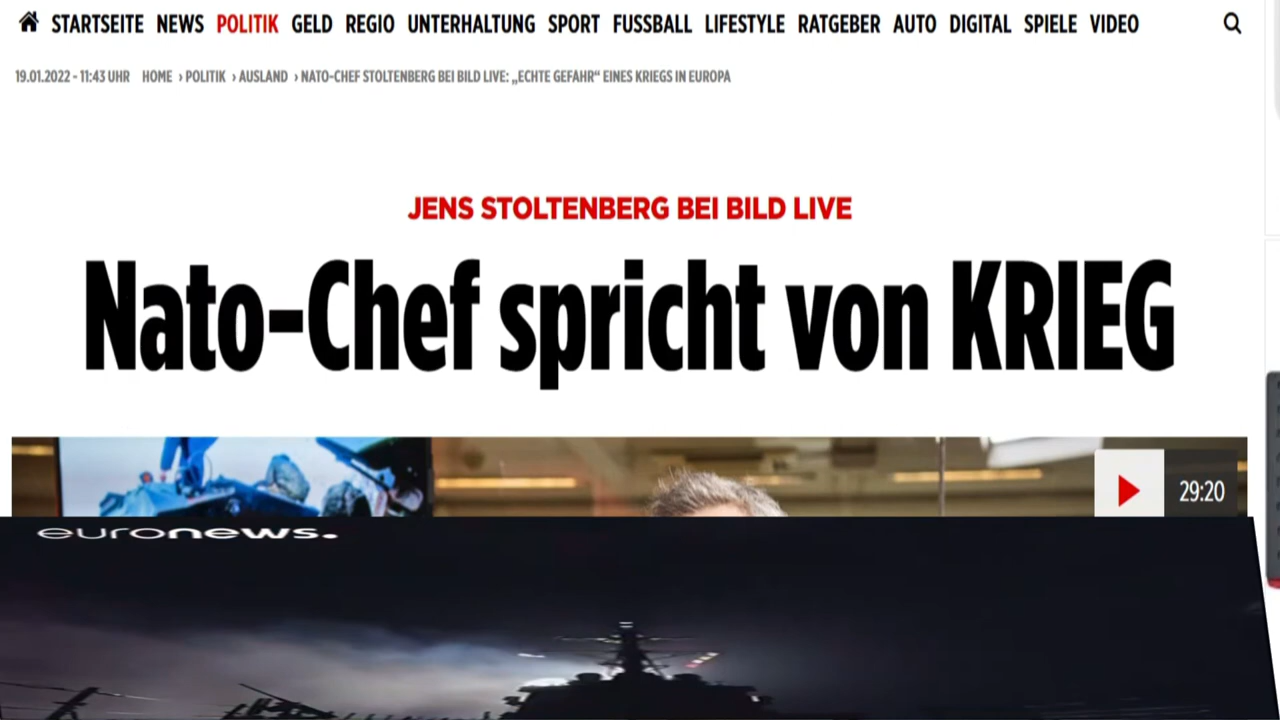 STARTSEITE NEWS POLITIK GELD REGIO UNTERHALTUNG SPORT FUSSBALL LIFESTYLE RATGEBER AUTO DIGITAL SPIELE VIDEO
19.01.2022 - 11:43 UHR HOME › POLITIK › AUSLAND › NATO-CHEF STOLTENBERG BEI BILD LIVE: „ECHTE GEFAHR“ EINES KRIEGS IN EUROPA
JENS STOLTENBERG BEI BILD LIVE
Nato-Chef spricht von KRIEG
29:20
euronews.